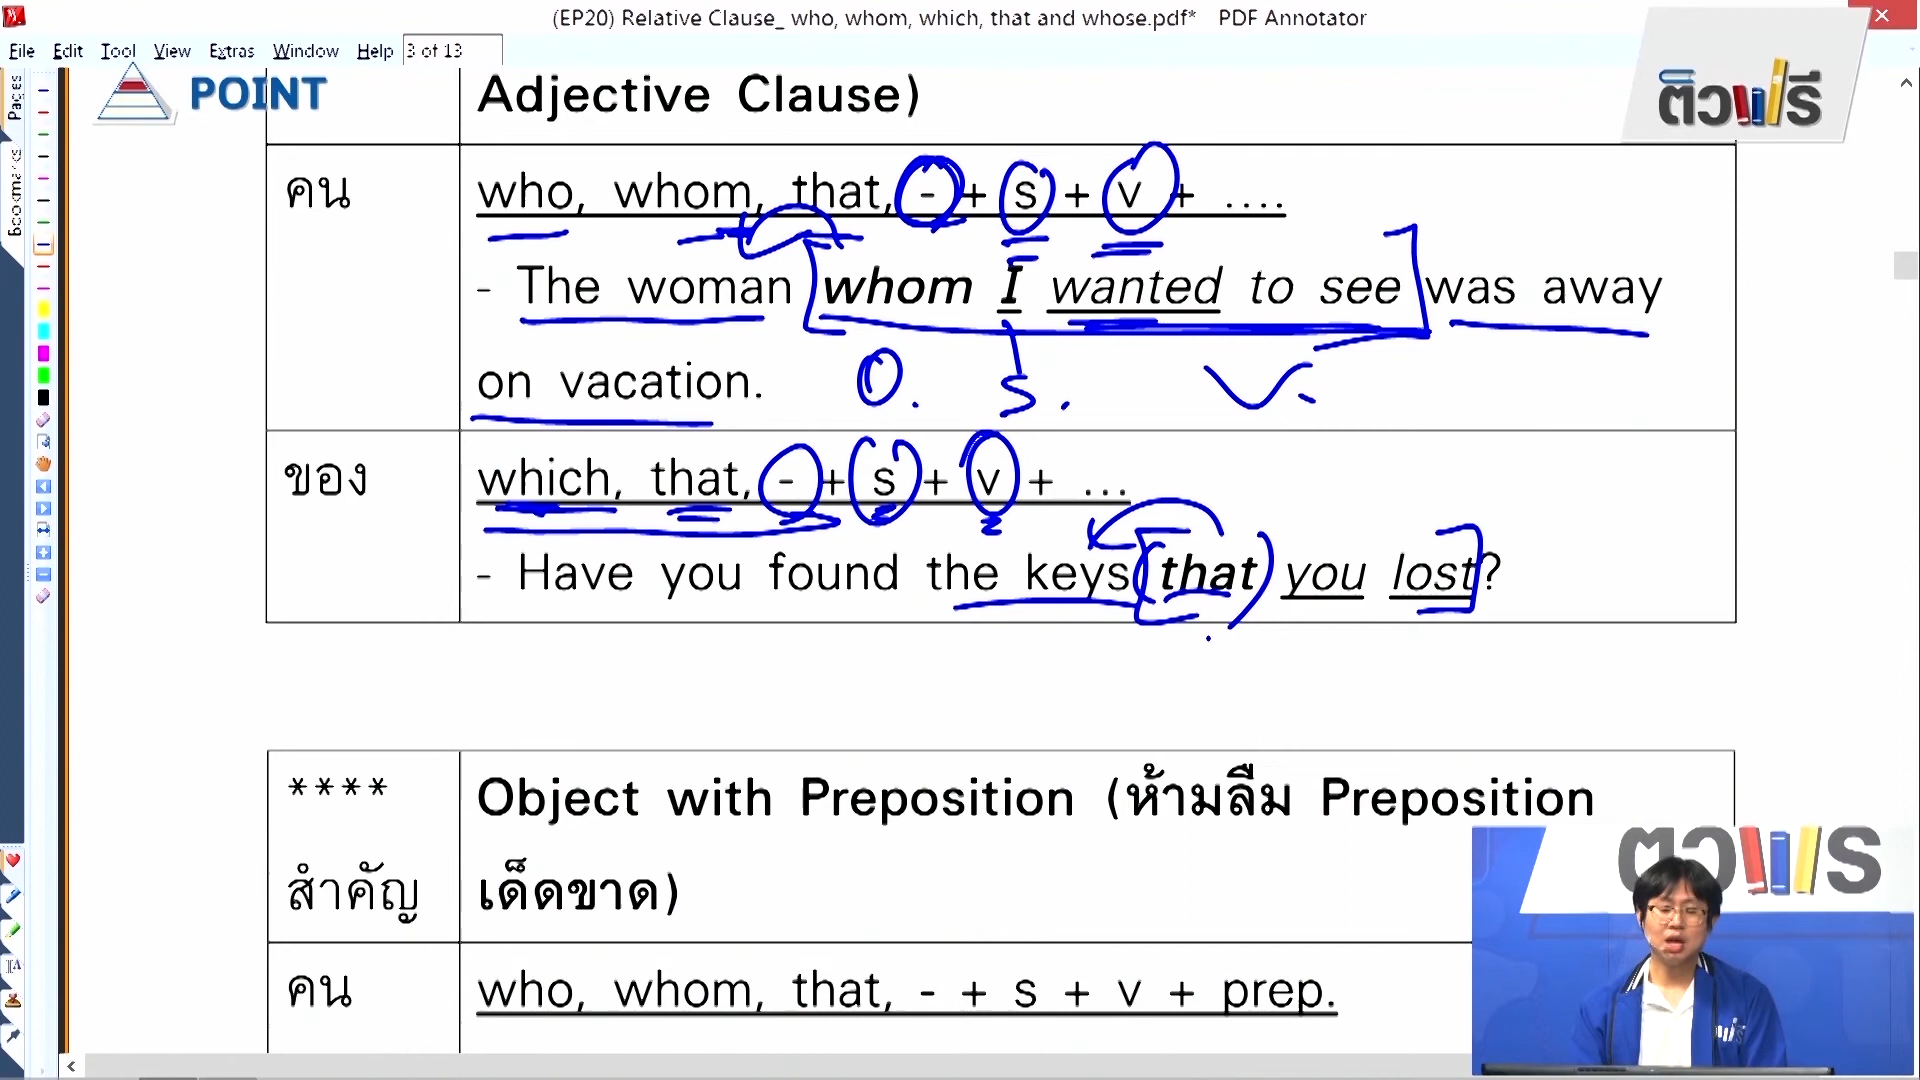 (EP20) Relative Clause_ who, whom, which, that and whose.pdf* PDF Annotator
File Edit Tool View Extras Window Help 3 of 13
Pages
Bookmarks
POINT
ติวฟรี
Adjective Clause)
คน
who, whom, that, - + s + v + ....
- The woman whom I wanted to see was away
on vacation.
O. S. V.
ของ
which, that, - + s + v + ...
- Have you found the keys that you lost?
****
สำคัญ
Object with Preposition (ห้ามลืม Preposition
เด็ดขาด)
คน
who, whom, that, - + s + v + prep.